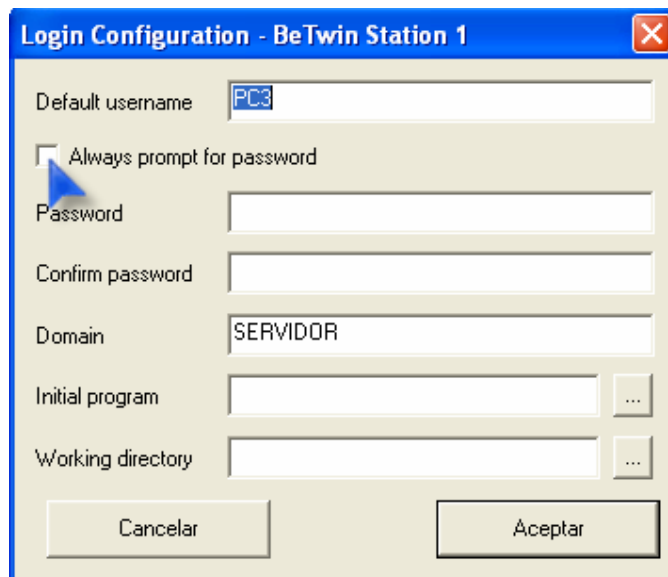 Login Configuration - BeTwin Station 1
Default username PC3
Always prompt for password
Password
Confirm password
Domain SERVIDOR
Initial program ...
Working directory ...
Cancelar Aceptar